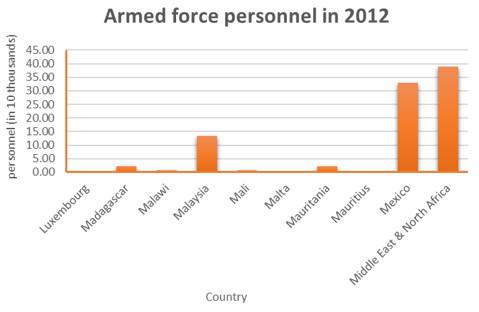 Armed force personnel in 2012
personnel (in 10 thousands)
45.00
40.00
35.00
30.00
25.00
20.00
15.00
10.00
5.00
0.00
Luxembourg
Madagascar
Malawi
Malaysia
Mali
Malta
Mauritania
Mauritius
Mexico
Middle East & North Africa
Country